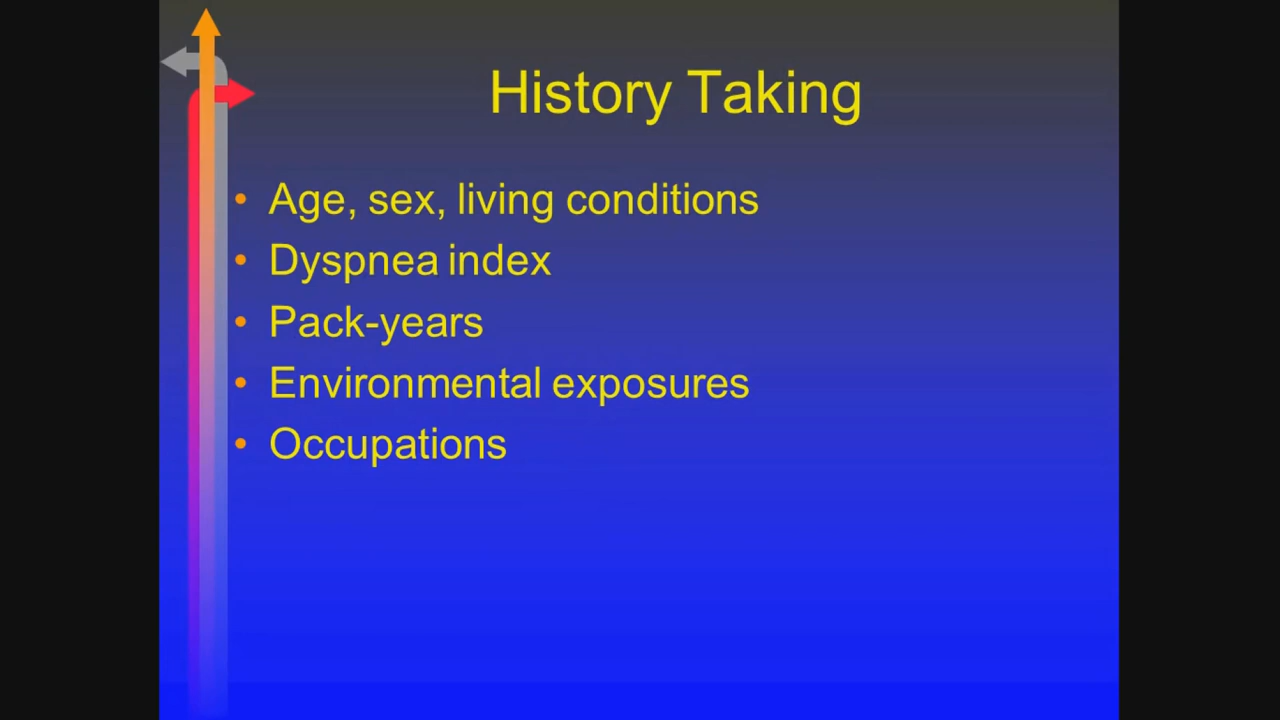 History Taking
• Age, sex, living conditions
• Dyspnea index
• Pack-years
• Environmental exposures
• Occupations